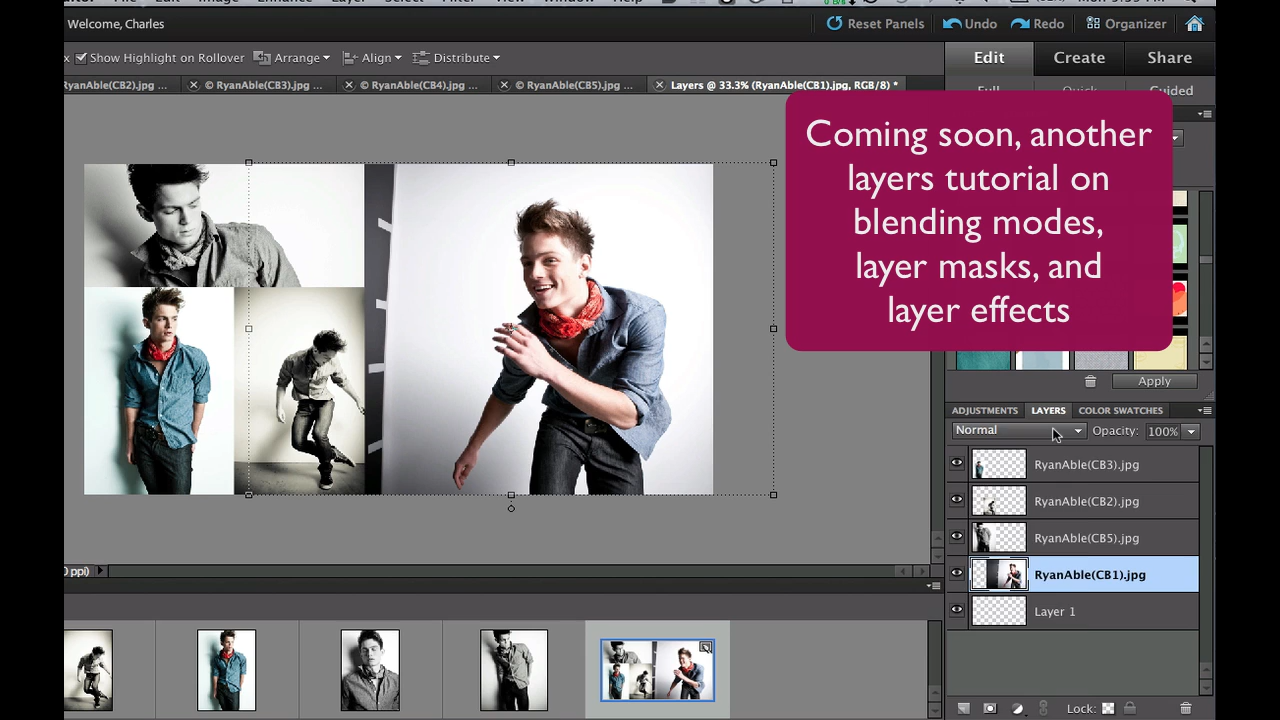 Welcome, Charles
Reset Panels Undo Redo Organizer
Show Highlight on Rollover Arrange Align Distribute
Edit Create Share
RyanAble(CB2).jpg ... © RyanAble(CB3).jpg ... © RyanAble(CB4).jpg ... © RyanAble(CB5).jpg ... Layers @ 33.3% (RyanAble(CB1).jpg, RGB/8) *
Guided
Coming soon, another
layers tutorial on
blending modes,
layer masks, and
layer effects
Apply
ADJUSTMENTS LAYERS COLOR SWATCHES
Normal Opacity: 100%
RyanAble(CB3).jpg
RyanAble(CB2).jpg
RyanAble(CB5).jpg
RyanAble(CB1).jpg
Layer 1
ppi)
Lock: